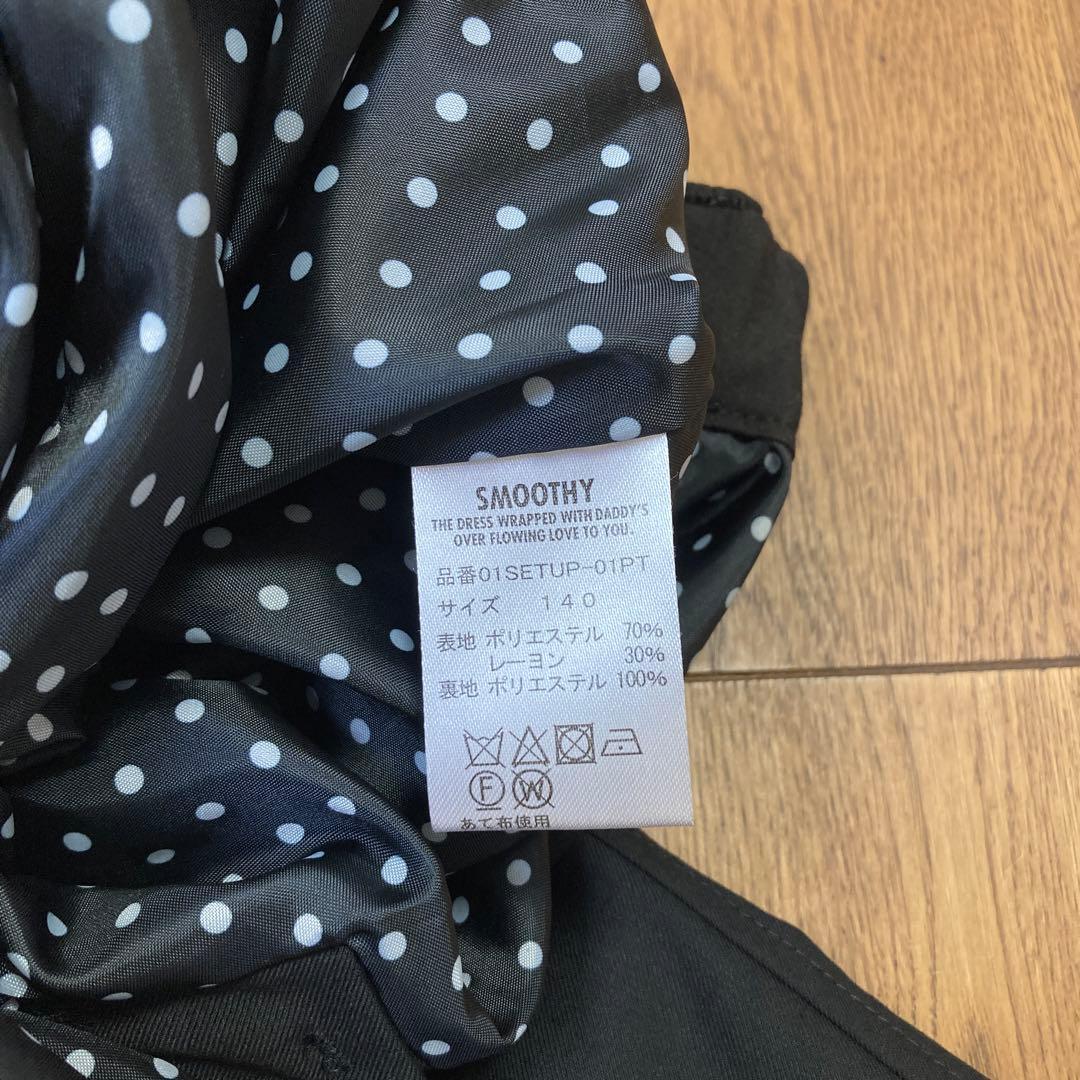 SMOOTHY
THE DRESS WRAPPED WITH DADDY'S
OVER FLOWING LOVE TO YOU.
品番01SETUP-01PT
サイズ 140
表地 ポリエステル 70%
レーヨン 30%
裏地 ポリエステル 100%
F W
あて布使用